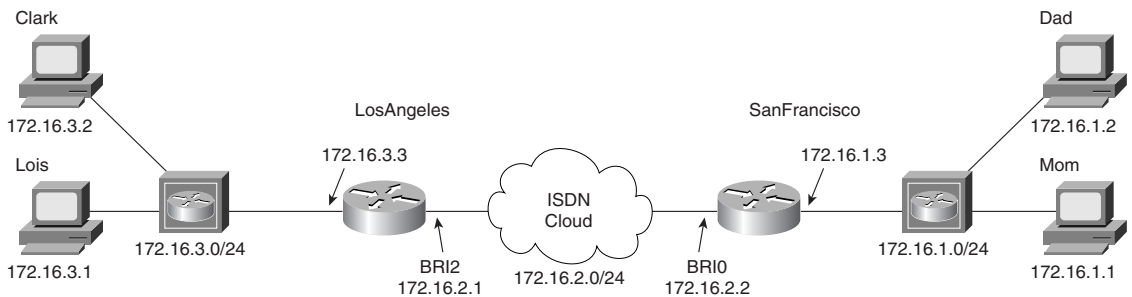 Clark
Dad
LosAngeles
SanFrancisco
172.16.3.2
172.16.1.2
172.16.3.3
172.16.1.3
Lois
Mom
ISDN
Cloud
172.16.3.0/24
172.16.1.0/24
172.16.3.1
BRI2
172.16.2.1
172.16.2.0/24
BRI0
172.16.2.2
172.16.1.1